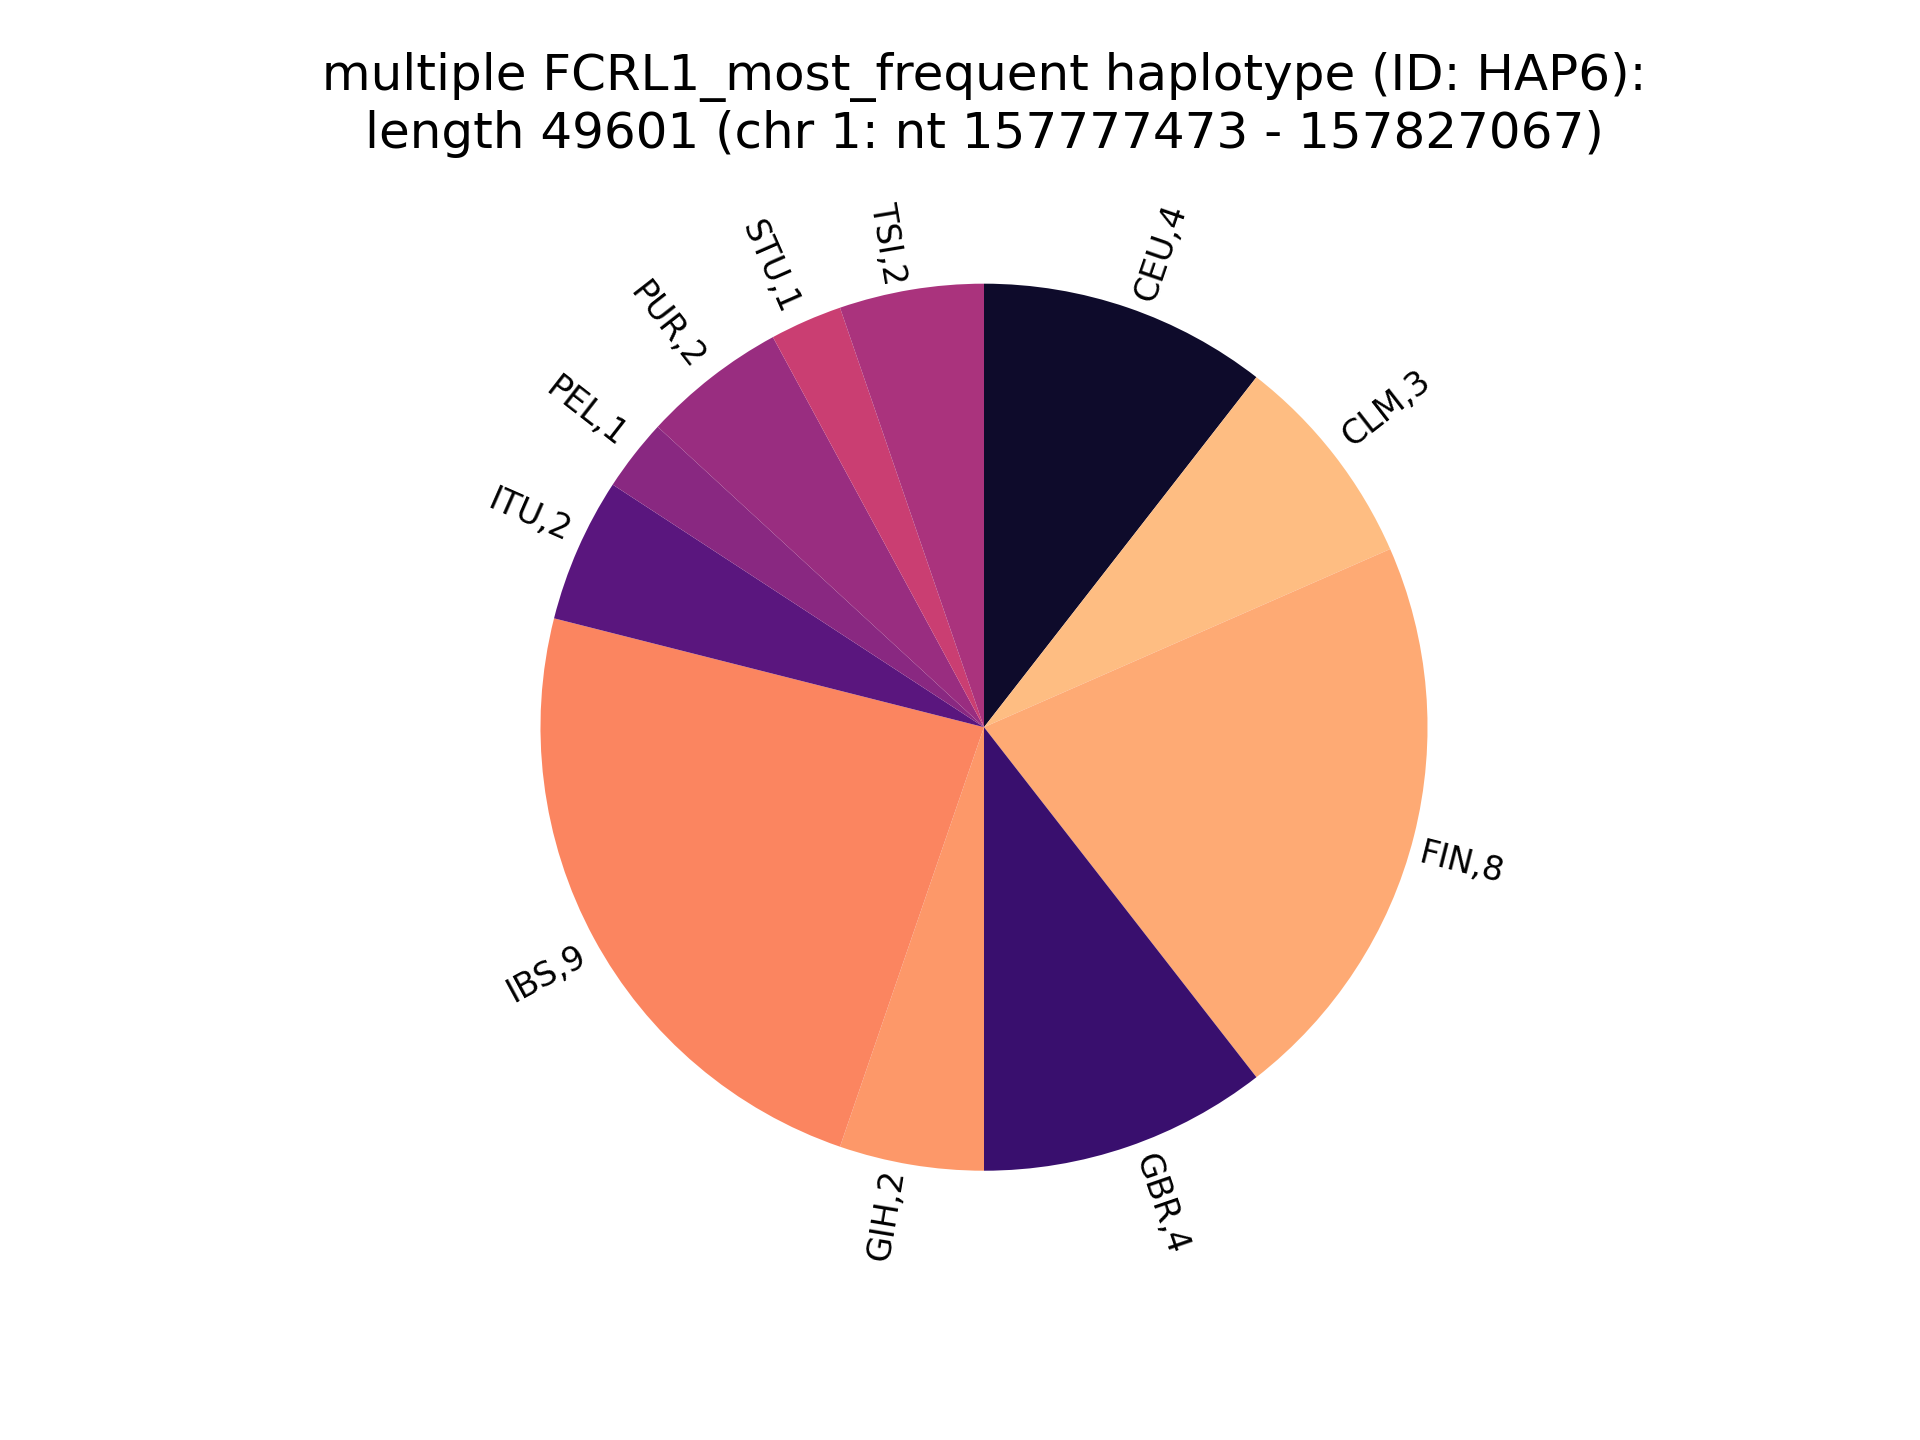 multiple FCRL1_most_frequent haplotype (ID: HAP6):
length 49601 (chr 1: nt 157777473 - 157827067)
CEU,4
CLM,3
FIN,8
GBR,4
GIH,2
IBS,9
ITU,2
PEL,1
PUR,2
STU,1
TSI,2